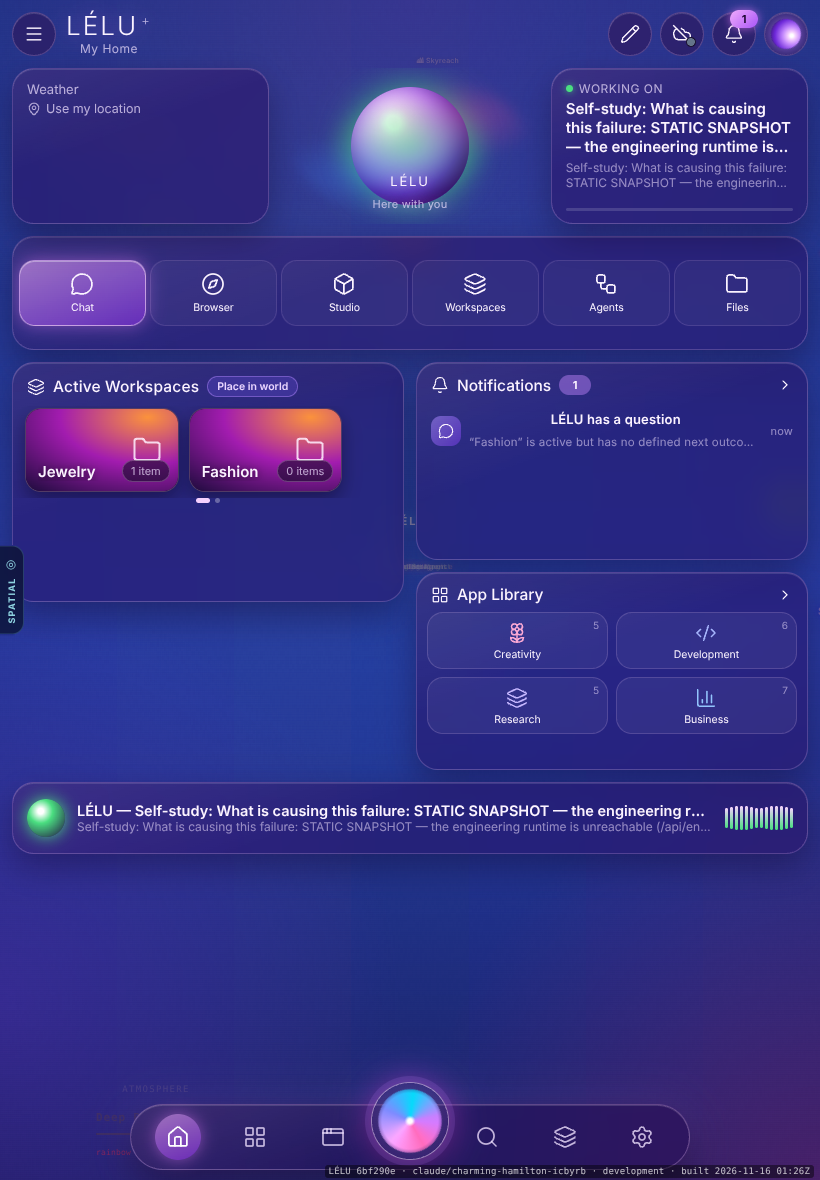 LÉLU +
My Home
1
Skyreach
Weather
Use my location
LÉLU
Here with you
WORKING ON
Self-study: What is causing
this failure: STATIC SNAPSHOT
— the engineering runtime is…
Self-study: What is causing this failure:
STATIC SNAPSHOT — the engineerin…
Chat
Browser
Studio
Workspaces
Agents
Files
Active Workspaces
Place in world
Jewelry
1 item
Fashion
0 items
Notifications
1
LÉLU has a question
“Fashion” is active but has no defined next outco…
now
SPATIAL
App Library
Creativity
5
Development
6
Research
5
Business
7
LÉLU — Self-study: What is causing this failure: STATIC SNAPSHOT — the engineering r…
Self-study: What is causing this failure: STATIC SNAPSHOT — the engineering runtime is unreachable (/api/en…
ATMOSPHERE
rainbow
LÉLU 6bf290e · claude/charming-hamilton-icbyrb · development · built 2026-11-16 01:26Z